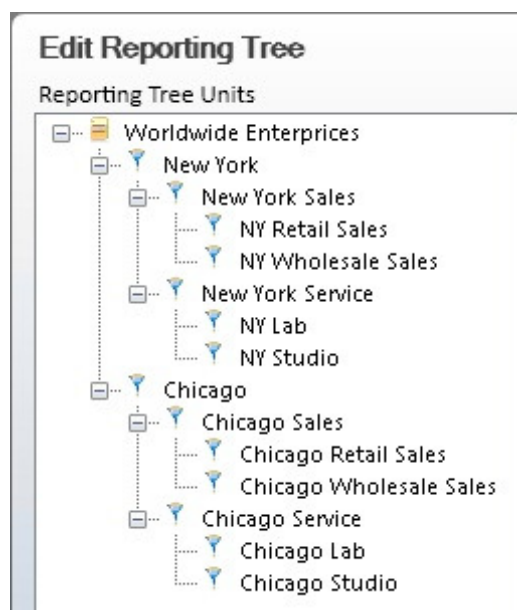 Edit Reporting Tree
Reporting Tree Units
Worldwide Enterprices
New York
New York Sales
NY Retail Sales
NY Wholesale Sales
New York Service
NY Lab
NY Studio
Chicago
Chicago Sales
Chicago Retail Sales
Chicago Wholesale Sales
Chicago Service
Chicago Lab
Chicago Studio